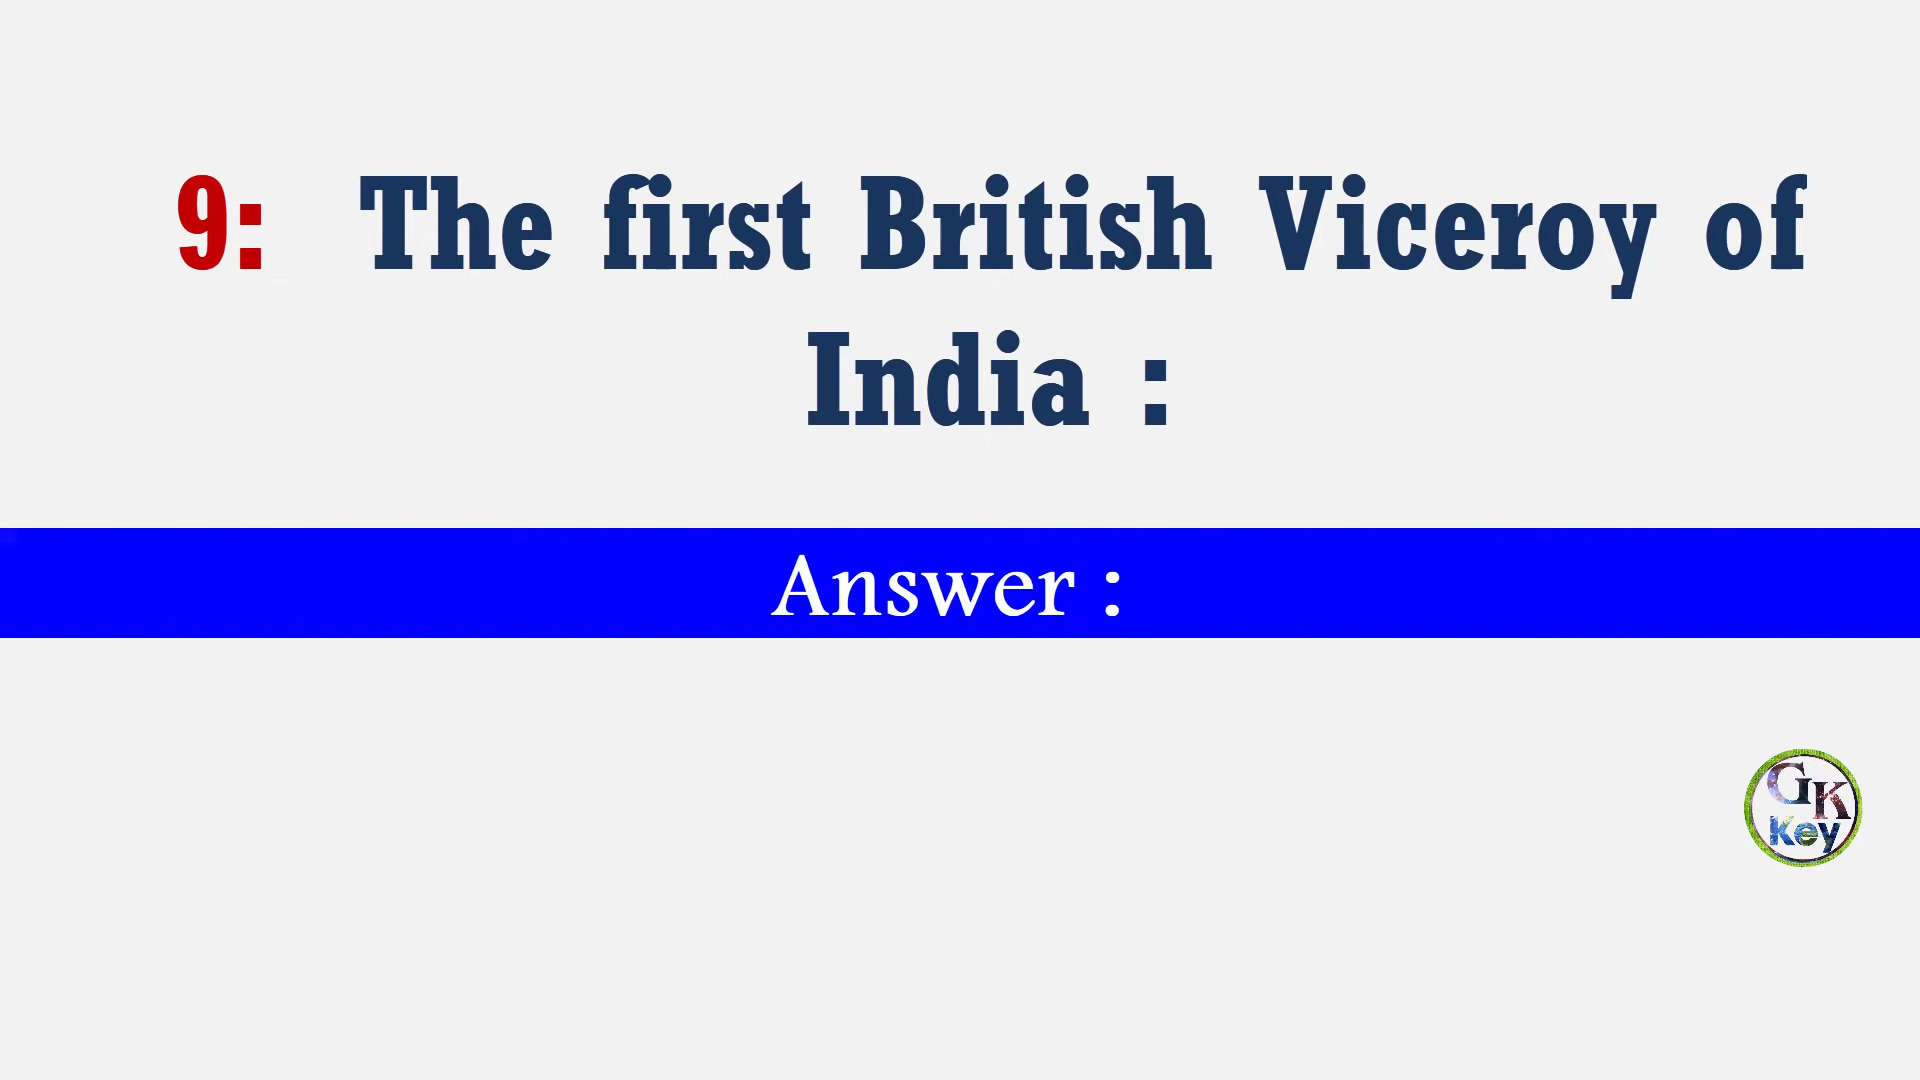 9: The first British Viceroy of
India :
Answer :
GK
Key